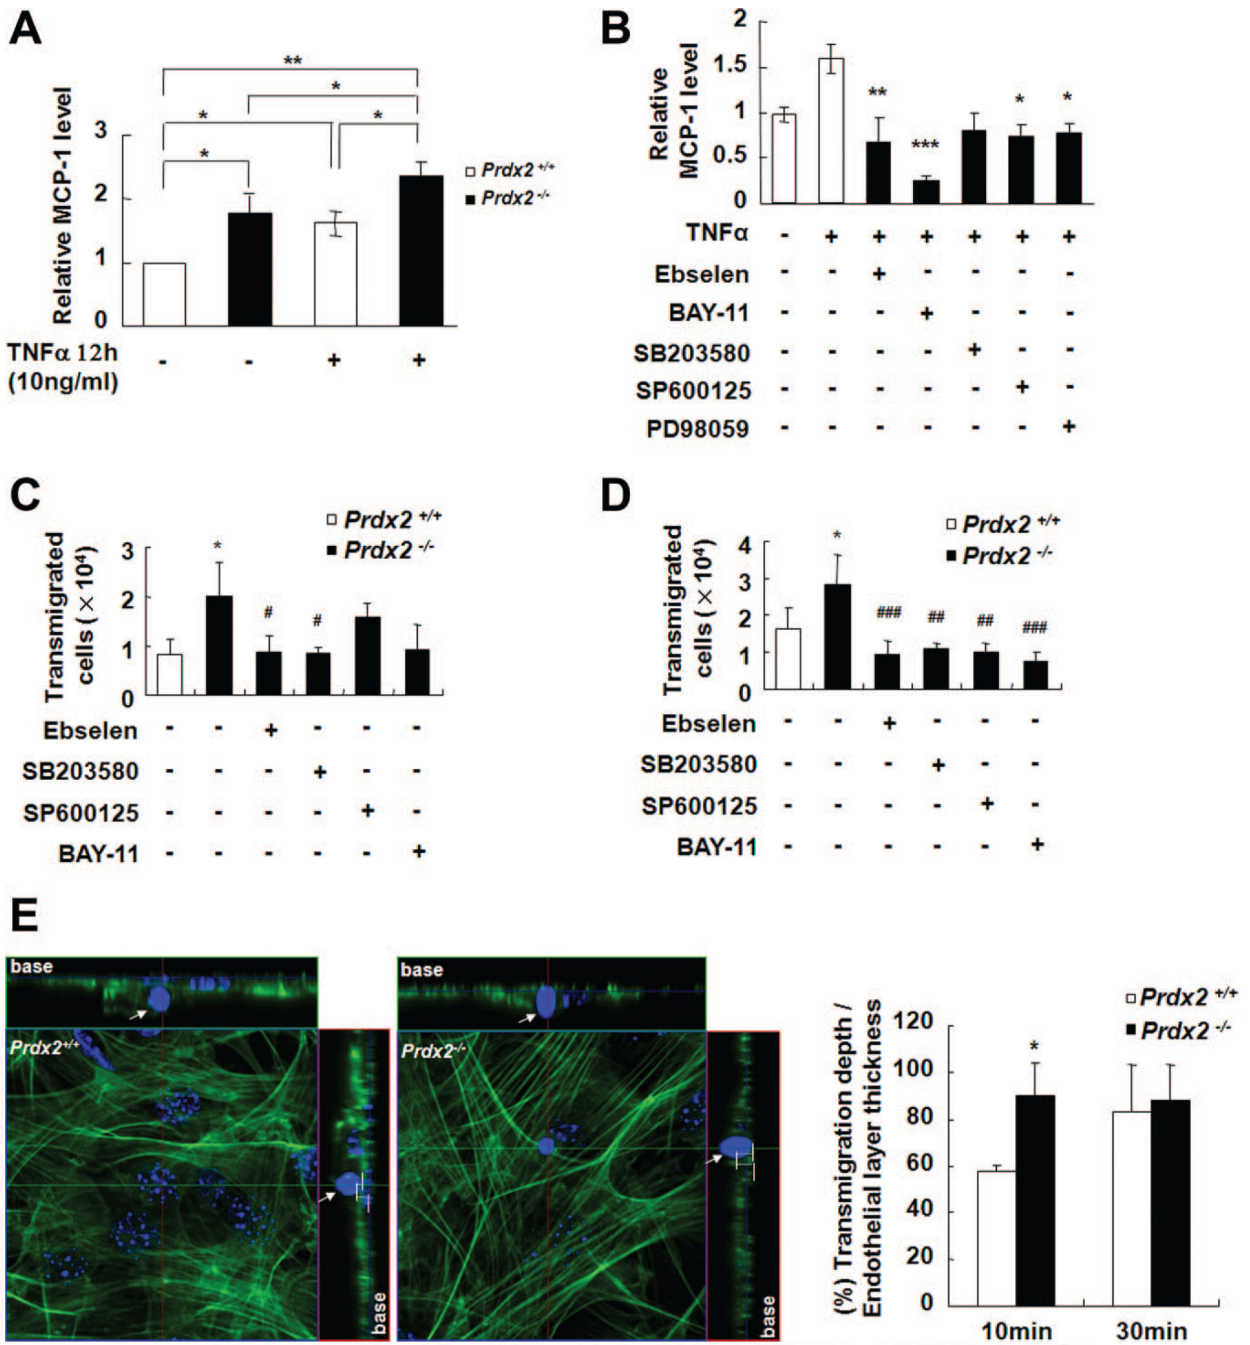 A
**
*
*
*
*
Relative MCP-1 level
3
2
1
0
Prdx2 +/+
Prdx2 -/-
TNFα 12h - - + +
(10ng/ml)
B
Relative
MCP-1 level
2
1.5
1
0.5
0
**
***
*
*
TNFα - + + + + + +
Ebselen - - + - - - -
BAY-11 - - - + - - -
SB203580 - - - - + - -
SP600125 - - - - - + -
PD98059 - - - - - - +
C
Transmigrated
cells ( × 10⁴)
3
2
1
0
*
#
#
Prdx2 +/+
Prdx2 -/-
Ebselen - - + - - -
SB203580 - - - + - -
SP600125 - - - - + -
BAY-11 - - - - - +
D
Transmigrated
cells ( × 10⁴)
4
3
2
1
0
*
###
##
##
###
Prdx2 +/+
Prdx2 -/-
Ebselen - - + - - -
SB203580 - - - + - -
SP600125 - - - - + -
BAY-11 - - - - - +
E
base
Prdx2+/+
base
base
Prdx2-/-
base
(%) Transmigration depth /
Endothelial layer thickness
120
100
80
60
40
20
0
*
Prdx2 +/+
Prdx2 -/-
10min 30min